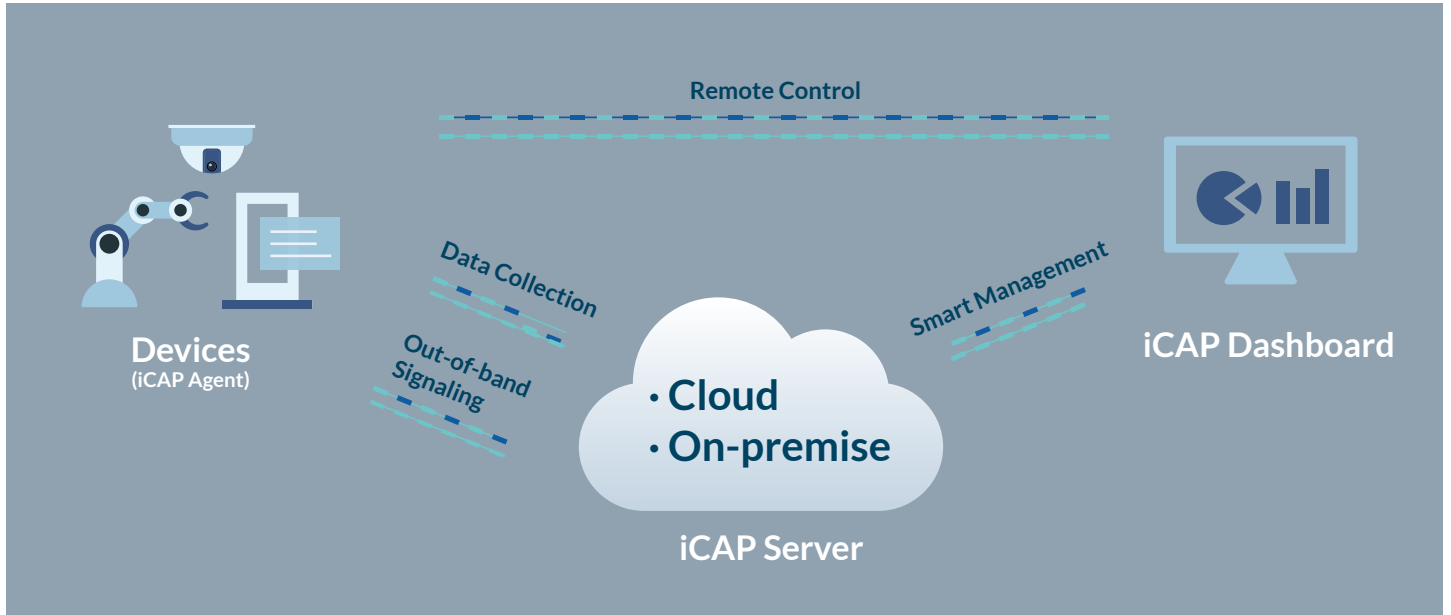 Remote Control
Data Collection
Smart Management
Out-of-band
Signaling
Devices
(iCAP Agent)
iCAP Dashboard
· Cloud
· On-premise
iCAP Server